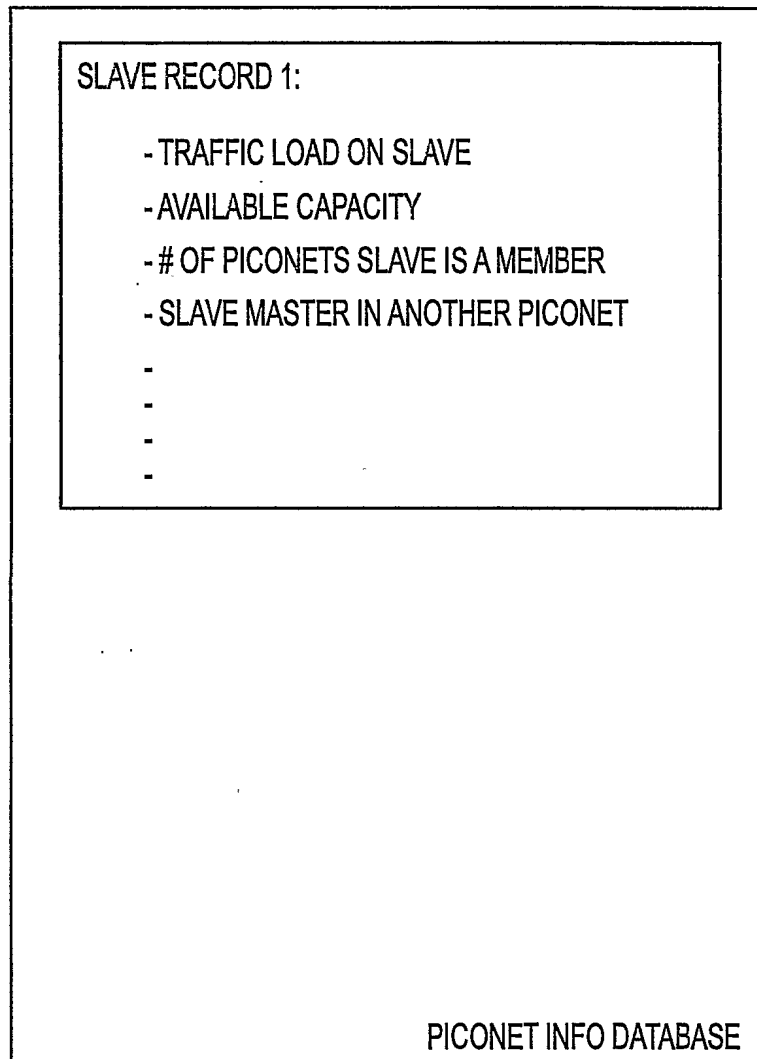 SLAVE RECORD 1:
- TRAFFIC LOAD ON SLAVE
- AVAILABLE CAPACITY
- # OF PICONETS SLAVE IS A MEMBER
- SLAVE MASTER IN ANOTHER PICONET
-
-
-
-
PICONET INFO DATABASE